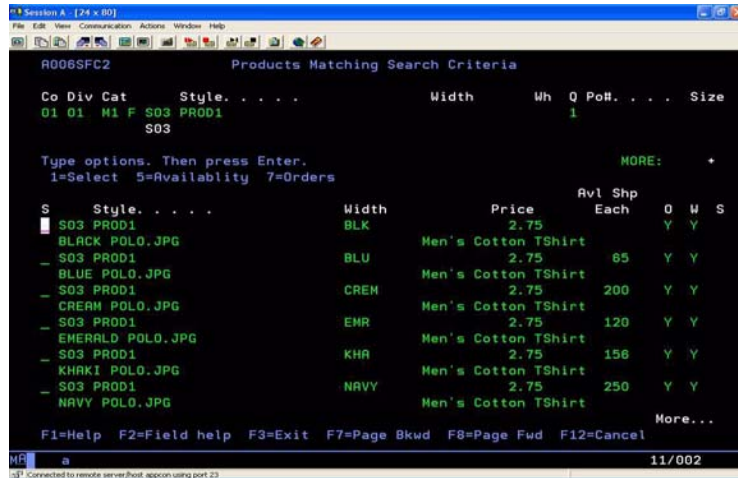 Session A - [24 x 80]
File Edit View Communication Actions Window Help
A006SFC2 Products Matching Search Criteria
Co Div Cat Style. . . . . Width Wh Q Po#. . . . Size
01 01 M1 F S03 PROD1 1
S03
Type options. Then press Enter. MORE: +
1=Select 5=Availablity 7=Orders
Avl Shp
S Style. . . . . Width Price Each O W S
S03 PROD1 BLK 2.75 Y Y
BLACK POLO.JPG Men's Cotton TShirt
_ S03 PROD1 BLU 2.75 65 Y Y
BLUE POLO.JPG Men's Cotton TShirt
_ S03 PROD1 CREM 2.75 200 Y Y
CREAM POLO.JPG Men's Cotton TShirt
_ S03 PROD1 EMR 2.75 120 Y Y
EMERALD POLO.JPG Men's Cotton TShirt
_ S03 PROD1 KHA 2.75 156 Y Y
KHAKI POLO.JPG Men's Cotton TShirt
_ S03 PROD1 NAVY 2.75 250 Y Y
NAVY POLO.JPG Men's Cotton TShirt
More...
F1=Help F2=Field help F3=Exit F7=Page Bkwd F8=Page Fwd F12=Cancel
MA a 11/002
Connected to remote server/host appcon using port 23